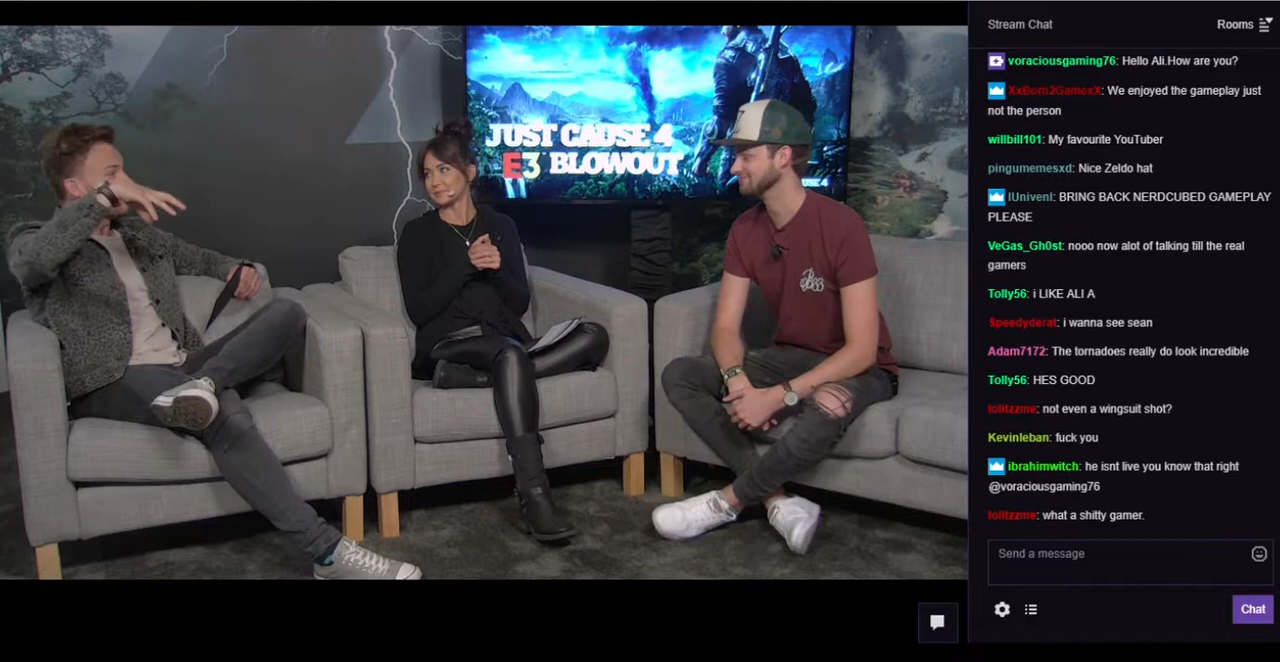 JUST CAUSE 4
E3 BLOWOUT
Stream Chat
Rooms
voraciousgaming76: Hello Ali.How are you?
XxBorn2GamexX: We enjoyed the gameplay just
not the person
willbill101: My favourite YouTuber
pingumemesxd: Nice Zeldo hat
IUnivenI: BRING BACK NERDCUBED GAMEPLAY
PLEASE
VeGas_Gh0st: nooo now alot of talking till the real
gamers
Tolly56: i LIKE ALI A
Speedyderat: i wanna see sean
Adam7172: The tornadoes really do look incredible
Tolly56: HES GOOD
lolitzzme: not even a wingsuit shot?
Kevinleban: fuck you
ibrahimwitch: he isnt live you know that right
@voraciousgaming76
lolitzzme: what a shitty gamer.
Send a message
Chat